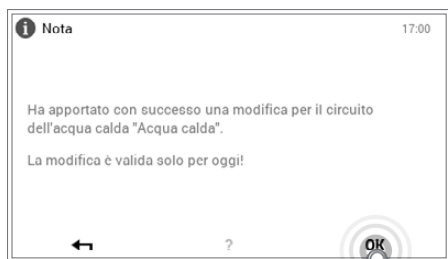 i Nota
17:00
Ha apportato con successo una modifica per il circuito
dell'acqua calda "Acqua calda".
La modifica è valida solo per oggi!
?
OK